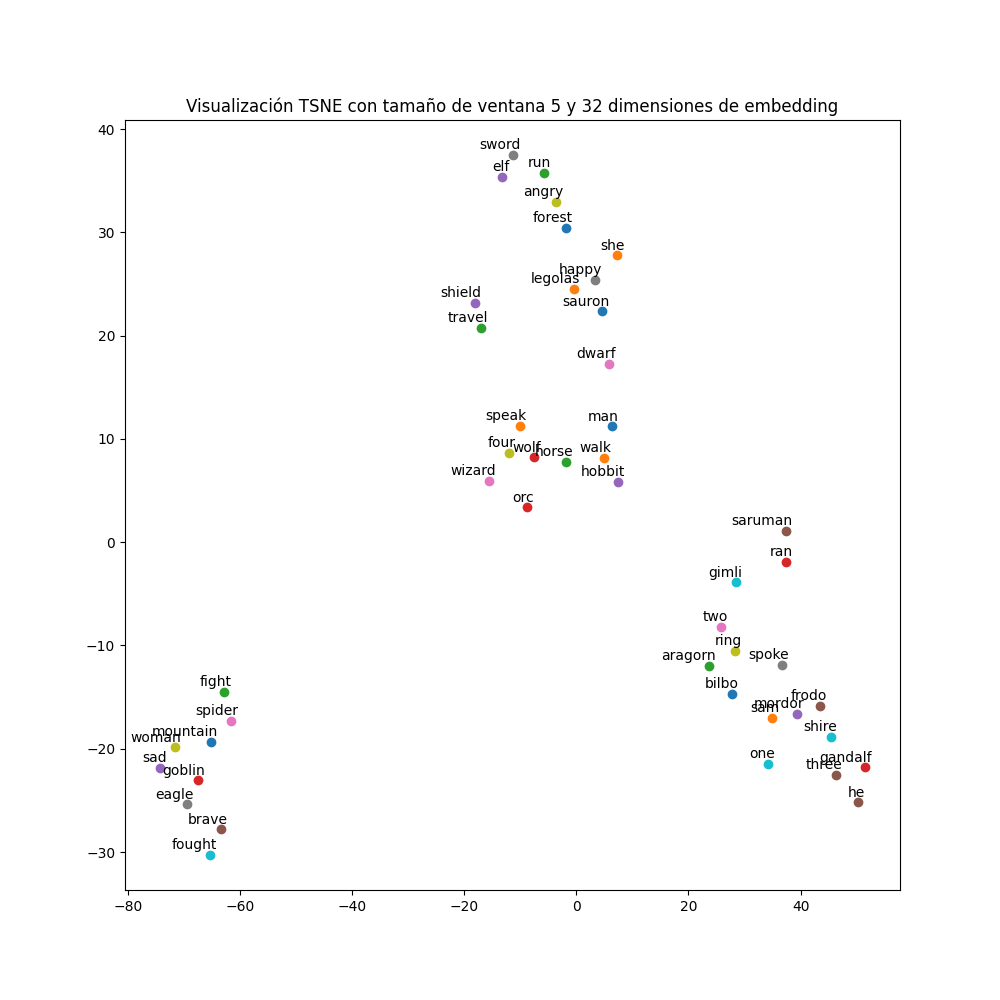 Visualización TSNE con tamaño de ventana 5 y 32 dimensiones de embedding
40
sword
run
elf
angry
forest
30
she
happy
legolas
shield
sauron
travel
20
dwarf
speak
man
10
four
wolf
horse
walk
wizard
hobbit
orc
saruman
0
ran
gimli
two
ring
−10
aragorn
spoke
bilbo
fight
frodo
mordor
sam
spider
shire
mountain
woman
−20
one
gandalf
sad
three
goblin
eagle
he
brave
fought
−30
−80
−60
−40
−20
0
20
40